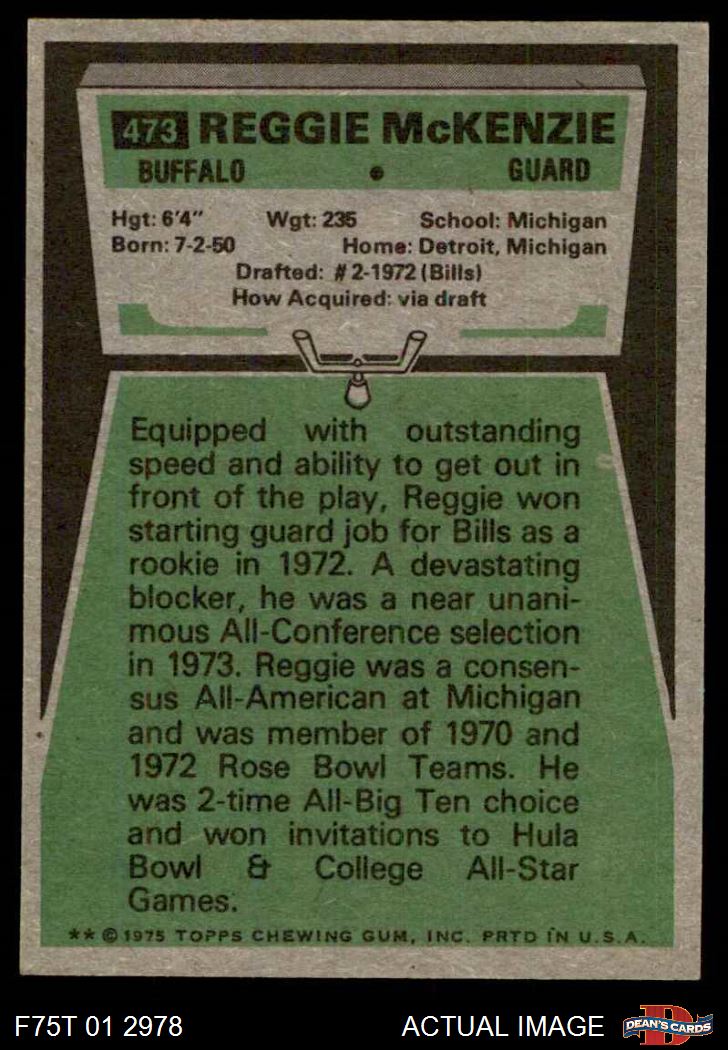 473 REGGIE McKENZIE
BUFFALO • GUARD
Hgt: 6'4" Wgt: 235 School: Michigan
Born: 7-2-50 Home: Detroit, Michigan
Drafted: #2-1972 (Bills)
How Acquired: via draft
Equipped with outstanding
speed and ability to get out in
front of the play, Reggie won
starting guard job for Bills as a
rookie in 1972. A devastating
blocker, he was a near unani-
mous All-Conference selection
in 1973. Reggie was a consen-
sus All-American at Michigan
and was member of 1970 and
1972 Rose Bowl Teams. He
was 2-time All-Big Ten choice
and won invitations to Hula
Bowl & College All-Star
Games.
** © 1975 TOPPS CHEWING GUM, INC. PRTD IN U.S.A.
F75T 01 2978 ACTUAL IMAGE D DEAN'S CARDS